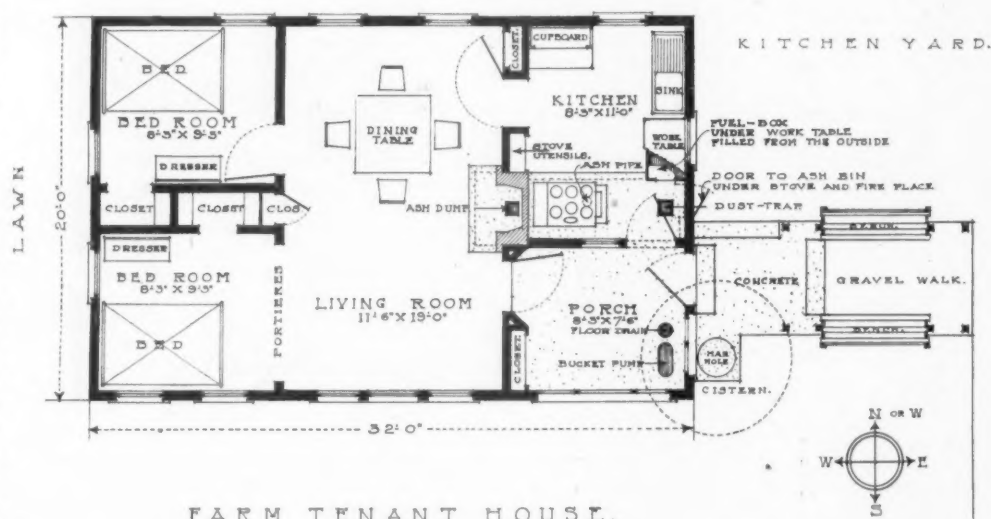 KITCHEN YARD.
CLOSET.
CUPBOARD
SINK
BED
BED ROOM
8'-3" X 9'-3"
DRESSER
DINING
TABLE
KITCHEN
8'-3" X 11'-0"
WORK
TABLE
FUEL-BOX
UNDER WORK TABLE
FILLED FROM THE OUTSIDE
STOVE
UTENSILS.
ASH PIPE
DOOR TO ASH BIN
UNDER STOVE AND FIRE PLACE
DUST-TRAP
ASH DUMP
LAWN
20'-0"
CLOSET
CLOSET
CLOS.
DRESSER
BED ROOM
8'-3" X 9'-3"
BED
PORTIERES
LIVING ROOM
11'-6" X 19'-0"
PORCH
8'-3" X 7'-6"
FLOOR DRAIN
BUCKET PUMP
CLOSET
BENCH.
CONCRETE
GRAVEL WALK.
BENCH.
MAN
HOLE
CISTERN.
32'-0"
N OR W
W
E
S
FARM TENANT HOUSE.